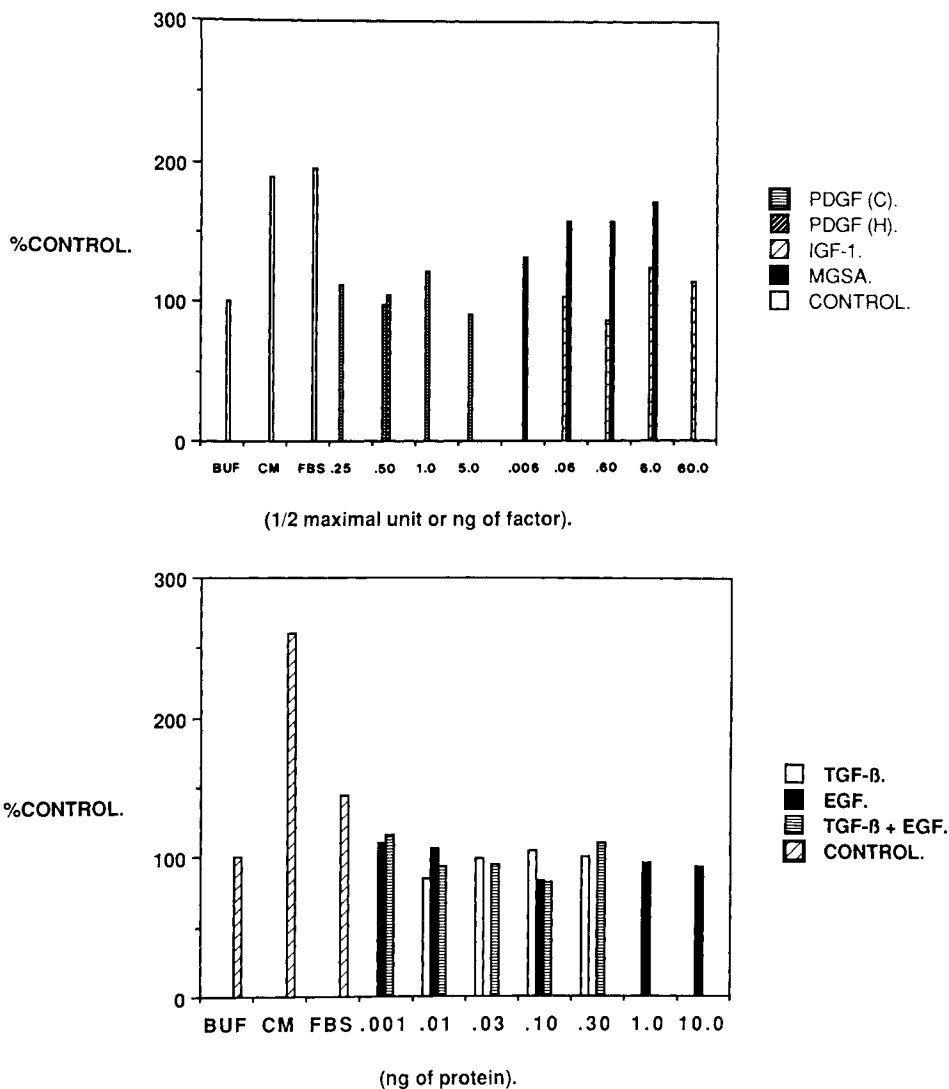 300
200
100
0
%CONTROL.
BUF CM FBS .25 .50 1.0 5.0 .006 .06 .60 6.0 60.0
(1/2 maximal unit or ng of factor).
PDGF (C).
PDGF (H).
IGF-1.
MGSA.
CONTROL.
300
200
100
0
%CONTROL.
BUF CM FBS .001 .01 .03 .10 .30 1.0 10.0
(ng of protein).
TGF-ß.
EGF.
TGF-ß + EGF.
CONTROL.